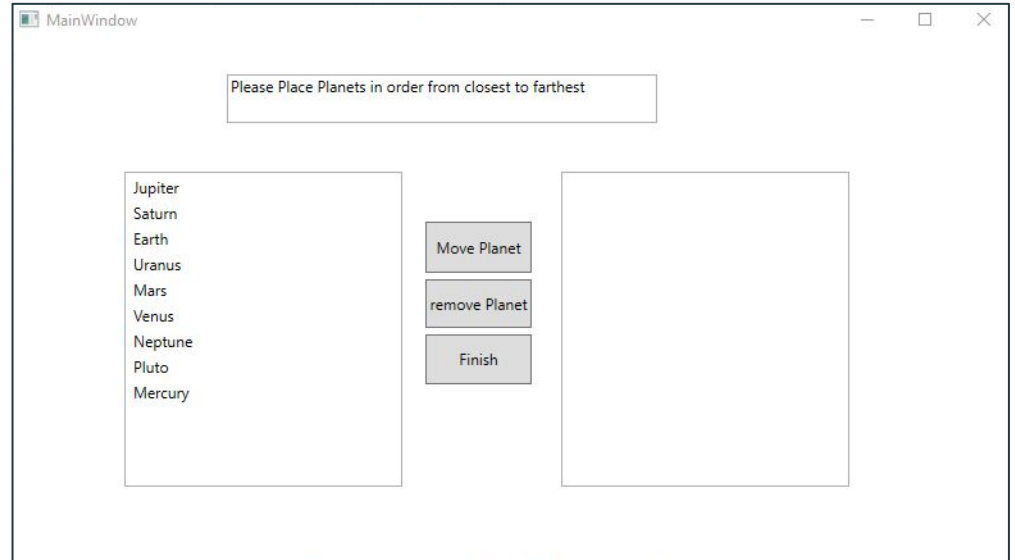 MainWindow
Please Place Planets in order from closest to farthest
Jupiter
Saturn
Earth
Uranus
Mars
Venus
Neptune
Pluto
Mercury
Move Planet
remove Planet
Finish